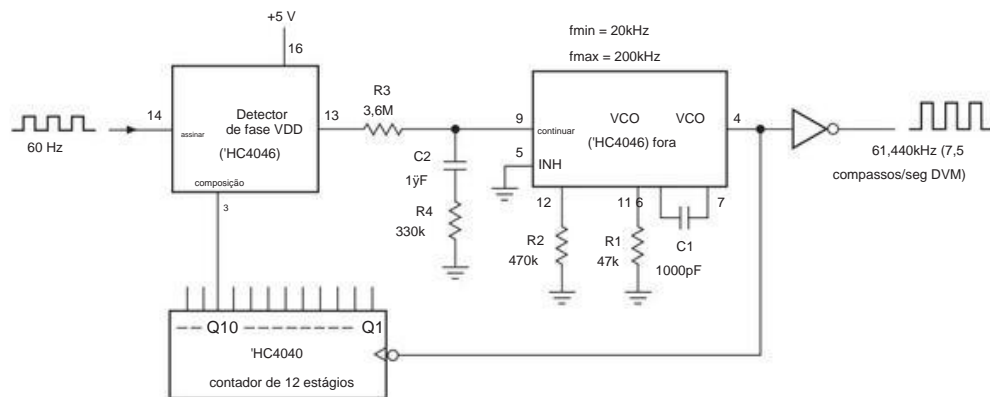 +5 V
16
fmin = 20kHz
fmax = 200kHz
14
assinar
Detector
de fase VDD
('HC4046)
13
composição
3
60 Hz
R3
3,6M
C2
1ÿF
R4
330k
9
continuar
5
INH
VCO
('HC4046) fora
VCO
4
12
11
6
7
R2
470k
R1
47k
C1
1000pF
61,440kHz (7,5
compassos/seg DVM)
Q10
Q1
'HC4040
contador de 12 estágios